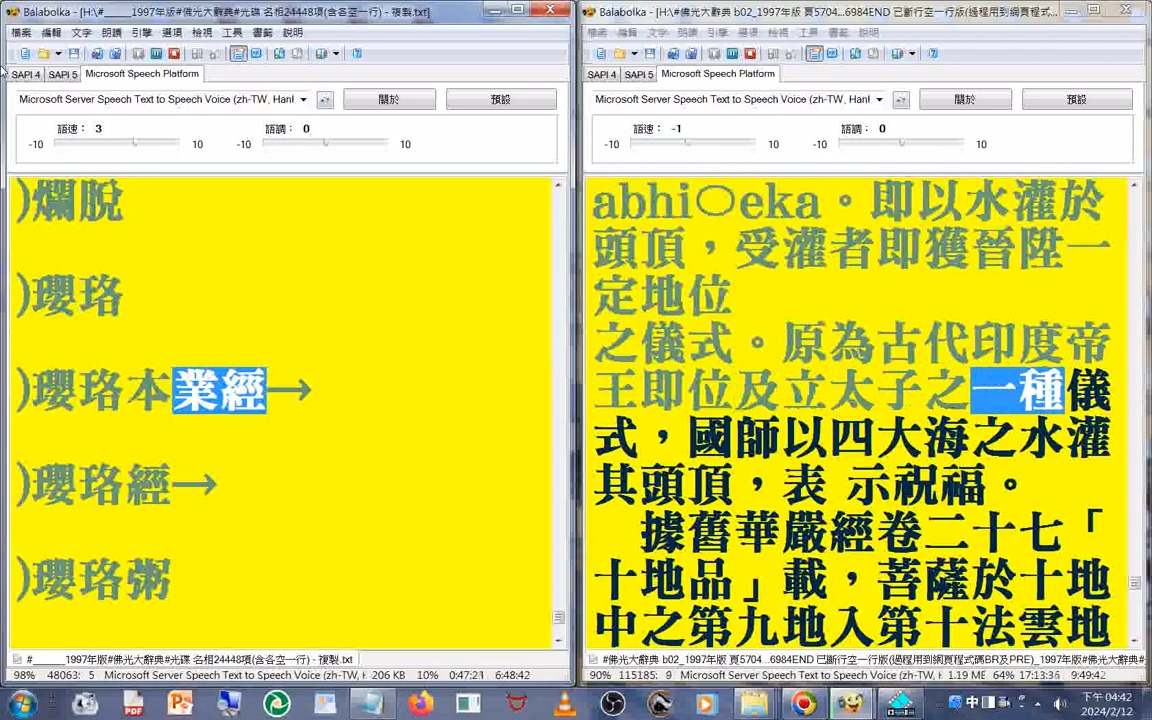 Balabolka - [H:\#_____1997年版#佛光大辭典#光碟 名相24448項(含各空一行) - 複製.txt]
檔案 編輯 文字 朗讀 引擎 選項 檢視 工具 書籤 說明
SAPI 4 SAPI 5 Microsoft Speech Platform
Microsoft Server Speech Text to Speech Voice (zh-TW, Hanl
關於
預設
語速： 3
語調： 0
-10 10 -10 10
)爛脫
)瓔珞
)瓔珞本業經→
)瓔珞經→
)瓔珞粥
#_____1997年版#佛光大辭典#光碟 名相24448項(含各空一行) - 複製.txt
98% 48063: 5 Microsoft Server Speech Text to Speech Voice (zh-TW, H 206 KB 10% 0:47:21 6:48:42
Balabolka - [H:\#佛光大辭典 b02_1997年版 頁5704...6984END 已斷行空一行版(過程用到網頁程式...
檔案 編輯 文字 朗讀 引擎 選項 檢視 工具 書籤 說明
SAPI 4 SAPI 5 Microsoft Speech Platform
Microsoft Server Speech Text to Speech Voice (zh-TW, Hanl
關於
預設
語速： -1
語調： 0
-10 10 -10 10
abhi○eka。即以水灌於
頭頂，受灌者即獲晉陞一
定地位
之儀式。原為古代印度帝
王即位及立太子之一種儀
式，國師以四大海之水灌
其頭頂，表 示祝福。
據舊華嚴經卷二十七「
十地品」載，菩薩於十地
中之第九地入第十法雲地
#佛光大辭典 b02_1997年版 頁5704...6984END 已斷行空一行版(過程用到網頁程式碼BR及PRE)_1997年版#
90% 115185: 9 Microsoft Server Speech Text to Speech Voice (zh-TW, H 1.19 MB 64% 17:13:36 9:49:42
中
下午 04:42
2024/2/12